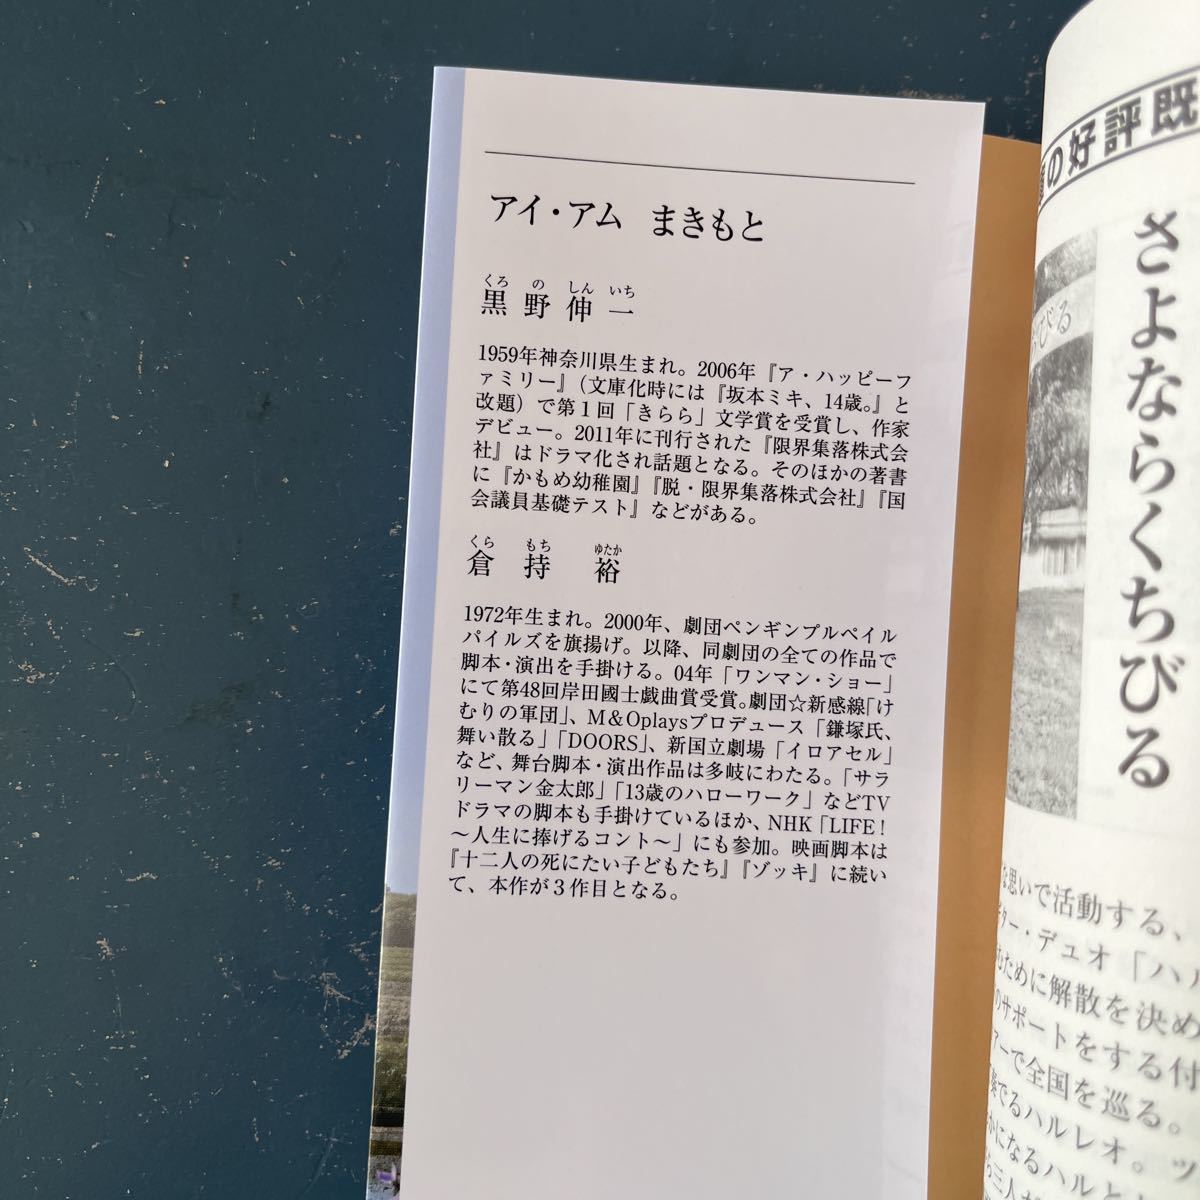 アイ・アム まきもと
くろ の しん いち
黒野伸一
1959年神奈川県生まれ。2006年『ア・ハッピーフ
ァミリー』(文庫化時には『坂本ミキ、14歳。』と
改題)で第1回「きらら」文学賞を受賞し、作家
デビュー。2011年に刊行された『限界集落株式会
社』はドラマ化され話題となる。そのほかの著書
に『かもめ幼稚園』『脱・限界集落株式会社』『国
会議員基礎テスト』などがある。
くら もち ゆたか
倉持 裕
1972年生まれ。2000年、劇団ペンギンプルペイル
パイルズを旗揚げ。以降、同劇団の全ての作品で
脚本・演出を手掛ける。04年「ワンマン・ショー」
にて第48回岸田國士戯曲賞受賞。劇団☆新感線「け
むりの軍団」、M&Oplaysプロデュース「鎌塚氏、
舞い散る」「DOORS」、新国立劇場「イロアセル」
など、舞台脚本・演出作品は多岐にわたる。「サラ
リーマン金太郎」「13歳のハローワーク」などTV
ドラマの脚本も手掛けているほか、NHK「LIFE!
〜人生に捧げるコント〜」にも参加。映画脚本は
『十二人の死にたい子どもたち』『ゾッキ』に続い
て、本作が3作目となる。
の好評既
さよならくちびる
びる
な思いで活動する、
ギター・デュオ「ハル
むために解散を決め
のサポートをする付
アーで全国を巡る。
奏でるハルレオ。ツ
かになるハルと
ら三人が